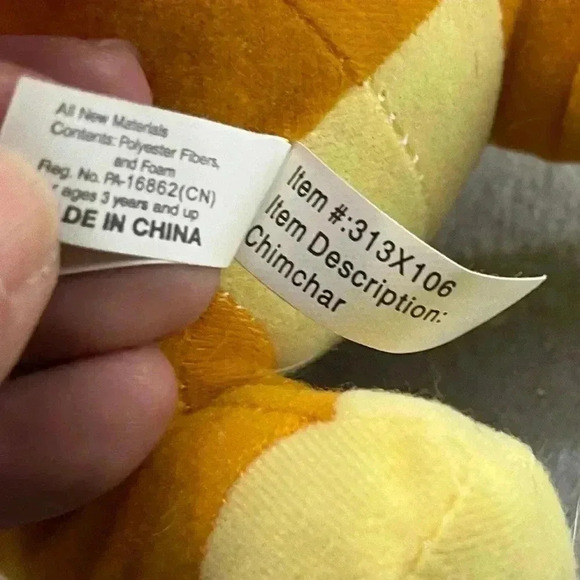 All New Materials
Contents: Polyester Fibers,
and Foam
Reg. No. PA-16862(CN)
ages 3 years and up
DE IN CHINA
Item #:313X106
Item Description:
Chimchar